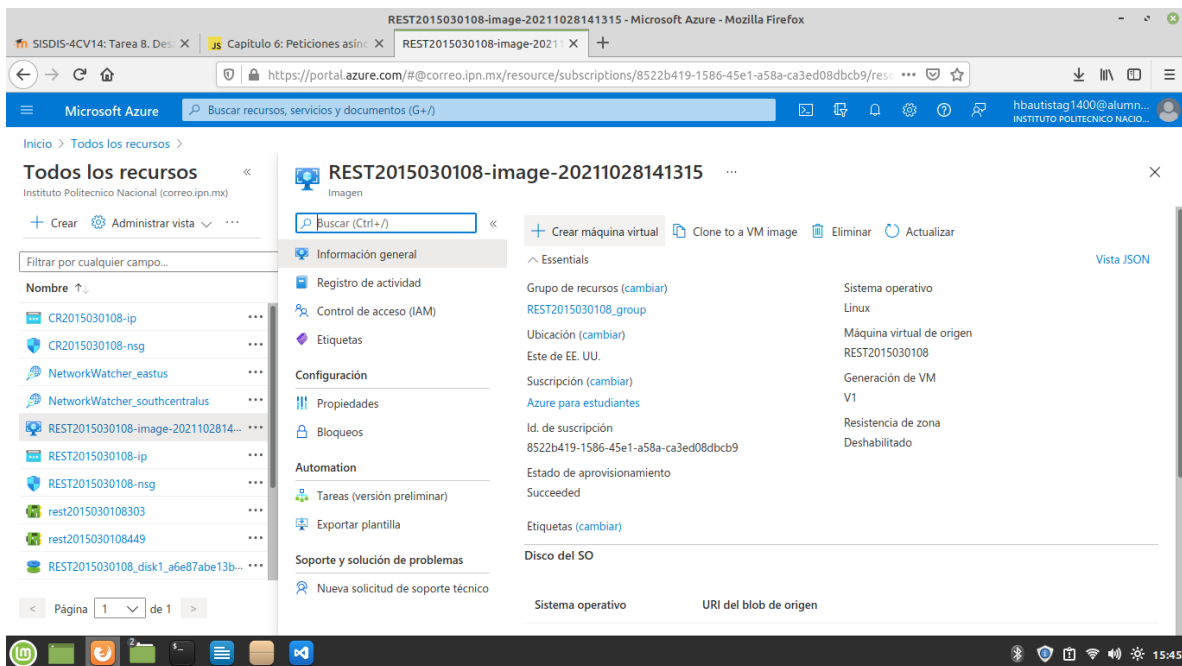 REST2015030108-image-20211028141315 - Microsoft Azure - Mozilla Firefox
SISDIS-4CV14: Tarea 8. Des
JS Capítulo 6: Peticiones asínc
REST2015030108-image-2021
https://portal.azure.com/#@correo.ipn.mx/resource/subscriptions/8522b419-1586-45e1-a58a-ca3ed08dbcb9/reso
Microsoft Azure
Buscar recursos, servicios y documentos (G+/)
hbautistag1400@alumn...
INSTITUTO POLITECNICO NACIO...
Inicio > Todos los recursos >
Todos los recursos
Instituto Politecnico Nacional (correo.ipn.mx)
+ Crear Administrar vista ...
Filtrar por cualquier campo...
Nombre ↑↓
CR2015030108-ip ...
CR2015030108-nsg ...
NetworkWatcher_eastus ...
NetworkWatcher_southcentralus ...
REST2015030108-image-2021102814... ...
REST2015030108-ip ...
REST2015030108-nsg ...
rest2015030108303 ...
rest2015030108449 ...
REST2015030108_disk1_a6e87abe13b... ...
< Página 1 de 1 >
REST2015030108-image-20211028141315 ...
Imagen
Buscar (Ctrl+/)
Información general
Registro de actividad
Control de acceso (IAM)
Etiquetas
Configuración
Propiedades
Bloqueos
Automation
Tareas (versión preliminar)
Exportar plantilla
Soporte y solución de problemas
Nueva solicitud de soporte técnico
+ Crear máquina virtual Clone to a VM image Eliminar Actualizar
Essentials
Vista JSON
Grupo de recursos (cambiar)
REST2015030108_group
Ubicación (cambiar)
Este de EE. UU.
Suscripción (cambiar)
Azure para estudiantes
Id. de suscripción
8522b419-1586-45e1-a58a-ca3ed08dbcb9
Estado de aprovisionamiento
Succeeded
Etiquetas (cambiar)
Sistema operativo
Linux
Máquina virtual de origen
REST2015030108
Generación de VM
V1
Resistencia de zona
Deshabilitado
Disco del SO
Sistema operativo URI del blob de origen
2
15:45